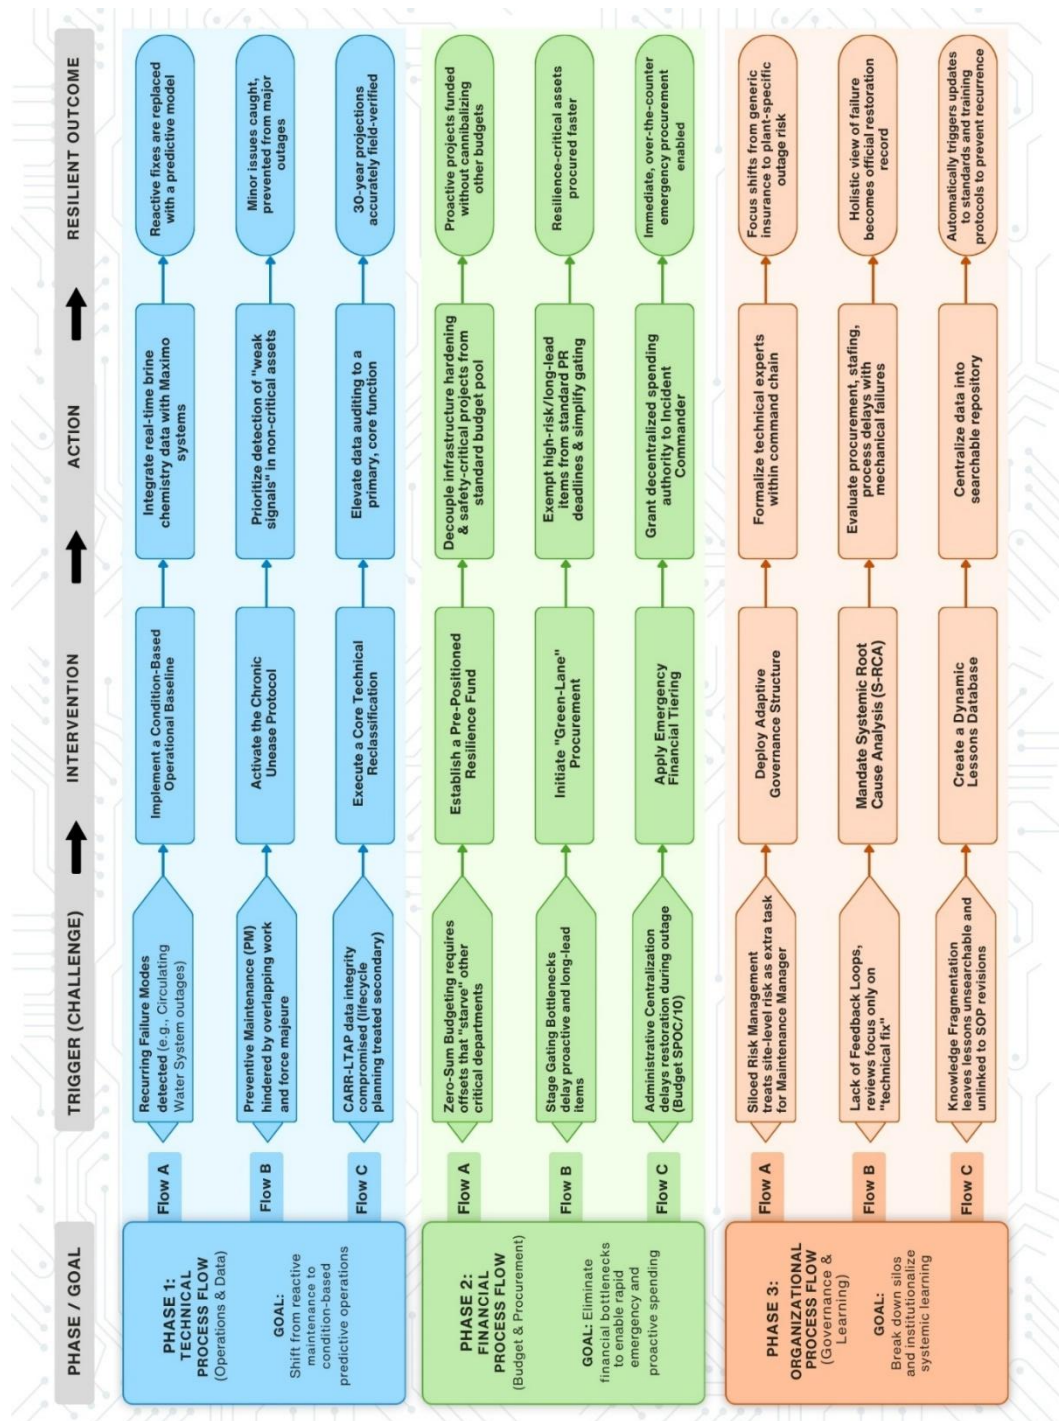 PHASE / GOAL
TRIGGER (CHALLENGE)
INTERVENTION
ACTION
RESILIENT OUTCOME
PHASE 1:
TECHNICAL
PROCESS FLOW
(Operations & Data)
GOAL:
Shift from reactive
maintenance to
condition-based
predictive operations
Flow A
Recurring Failure Modes
detected (e.g., Circulating
Water System outages)
Implement a Condition-Based
Operational Baseline
Integrate real-time brine
chemistry data with Maximo
systems
Reactive fixes are replaced
with a predictive model
Flow B
Preventive Maintenance (PM)
hindered by overlapping work
and force majeure
Activate the Chronic
Unease Protocol
Prioritize detection of "weak
signals" in non-critical assets
Minor issues caught,
prevented from major
outages
Flow C
CARR-LTAP data integrity
compromised (lifecycle
planning treated secondary)
Execute a Core Technical
Reclassification
Elevate data auditing to a
primary, core function
30-year projections
accurately field-verified
PHASE 2:
FINANCIAL
PROCESS FLOW
(Budget & Procurement)
GOAL: Eliminate
financial bottlenecks
to enable rapid
emergency and
proactive spending
Flow A
Zero-Sum Budgeting requires
offsets that "starve" other
critical departments
Establish a Pre-Positioned
Resilience Fund
Decouple infrastructure hardening
& safety-critical projects from
standard budget pool
Proactive projects funded
without cannibalizing
other budgets
Flow B
Stage Gating Bottlenecks
delay proactive and long-lead
items
Initiate "Green-Lane"
Procurement
Exempt high-risk/long-lead
items from standard PR
deadlines & simplify gating
Resilience-critical assets
procured faster
Flow C
Administrative Centralization
delays restoration during outage
(Budget SPOC/10)
Apply Emergency
Financial Tiering
Grant decentralized spending
authority to Incident
Commander
Immediate, over-the-counter
emergency procurement
enabled
PHASE 3:
ORGANIZATIONAL
PROCESS FLOW
(Governance &
Learning)
GOAL:
Break down silos
and institutionalize
systemic learning
Flow A
Siloed Risk Management
treats site-level risk as extra task
for Maintenance Manager
Deploy Adaptive
Governance Structure
Formalize technical experts
within command chain
Focus shifts from generic
insurance to plant-specific
outage risk
Flow B
Lack of Feedback Loops,
reviews focus only on
"technical fix"
Mandate Systemic Root
Cause Analysis (S-RCA)
Evaluate procurement, stafing,
process delays with
mechanical failures
Holistic view of failure
becomes official restoration
record
Flow C
Knowledge Fragmentation
leaves lessons unsearchable and
unlinked to SOP revisions
Create a Dynamic
Lessons Database
Centralize data into
searchable repository
Automatically triggers updates
to standards and training
protocols to prevent recurrence